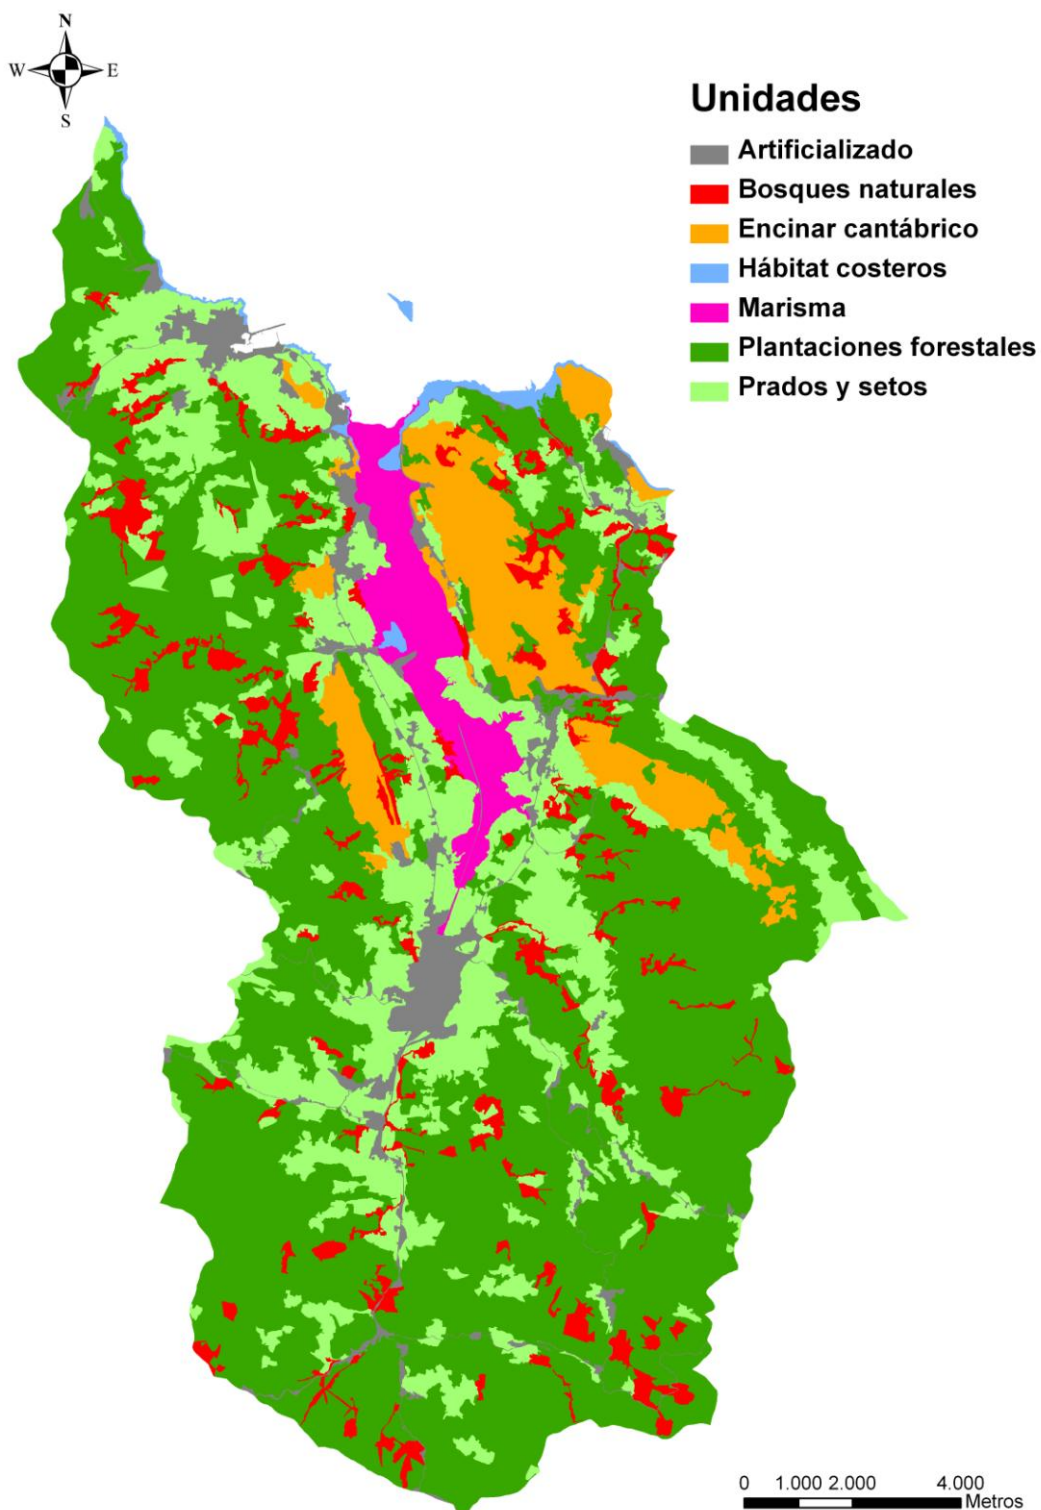 N
W E
S
Unidades
Artificializado
Bosques naturales
Encinar cantábrico
Hábitat costeros
Marisma
Plantaciones forestales
Prados y setos
0 1.000 2.000 4.000
Metros